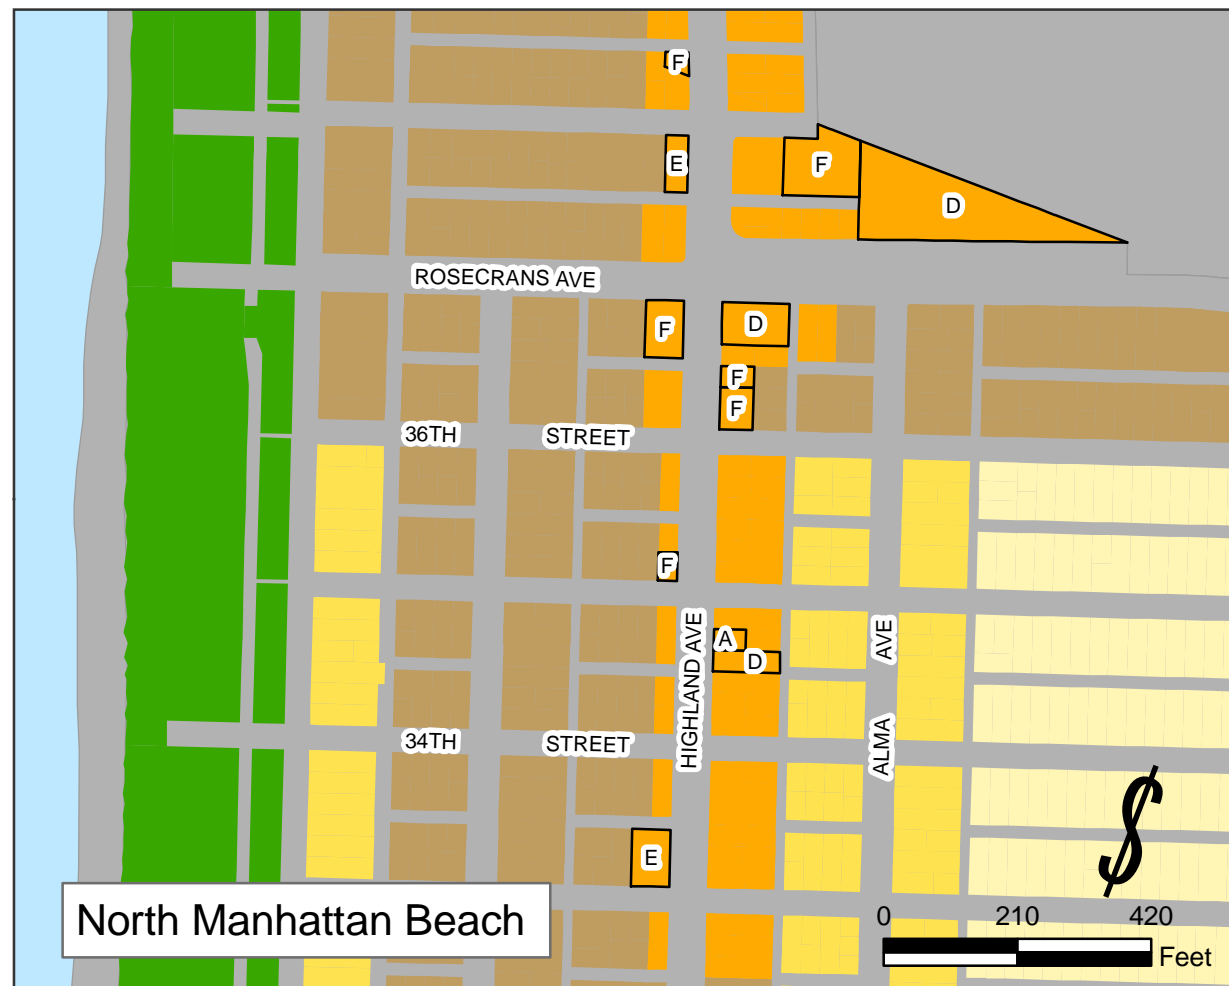 F
E
F
D
ROSECRANS AVE
F
D
F
F
36TH STREET
F
HIGHLAND AVE
A
D
ALMA AVE
34TH STREET
E
$
North Manhattan Beach
0 210 420
Feet